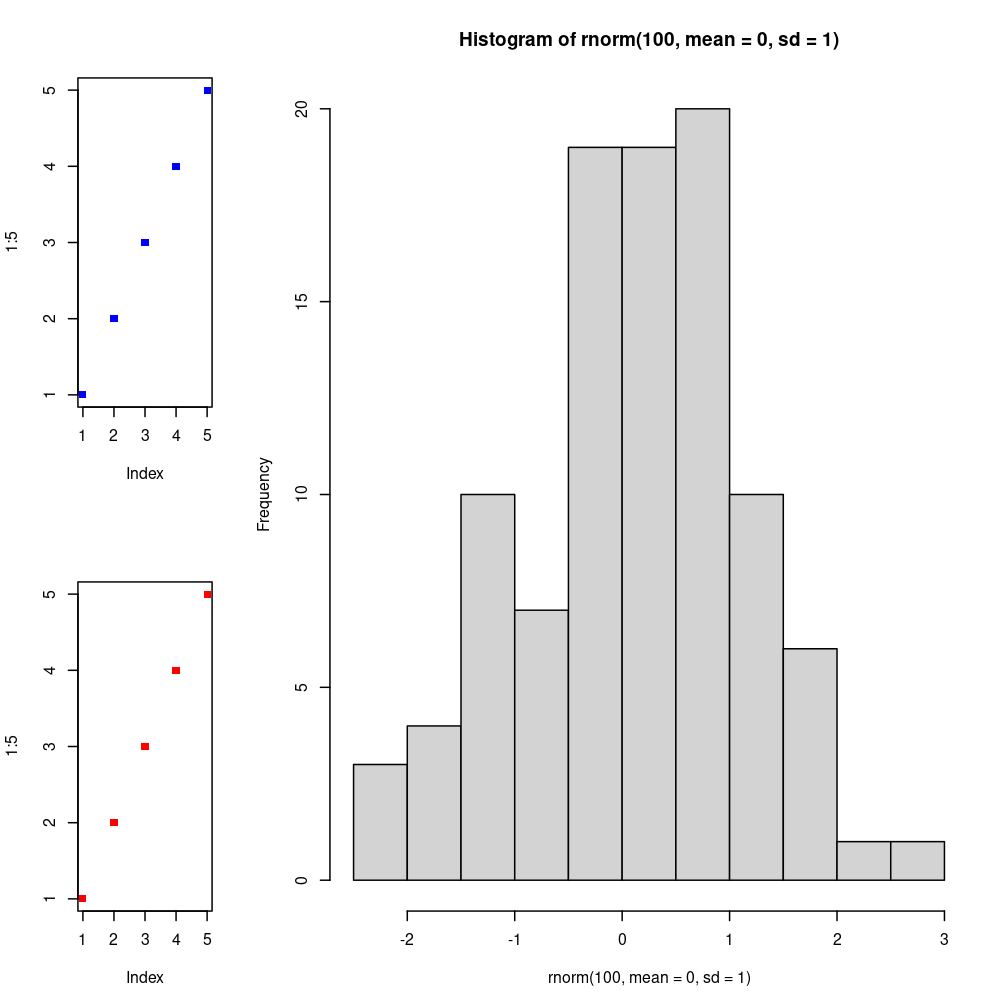 Histogram of rnorm(100, mean = 0, sd = 1)
5
4
3
2
1
1:5
1 2 3 4 5
Index
5
4
3
2
1
1:5
1 2 3 4 5
Index
20
15
10
5
0
Frequency
-2 -1 0 1 2 3
rnorm(100, mean = 0, sd = 1)